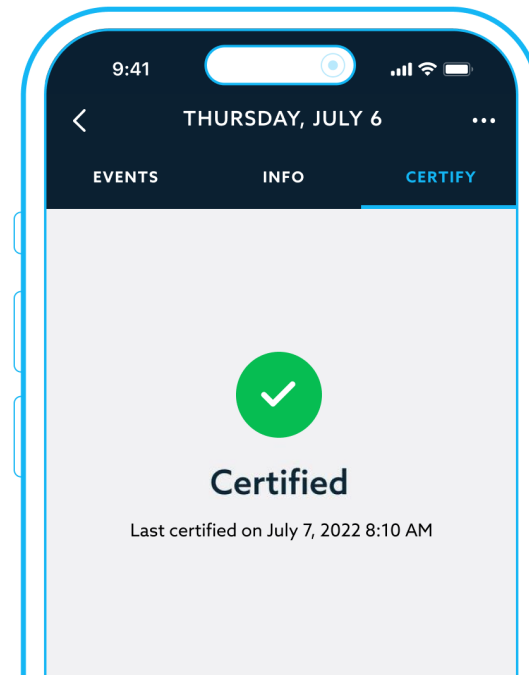 9:41
THURSDAY, JULY 6
EVENTS INFO CERTIFY
Certified
Last certified on July 7, 2022 8:10 AM